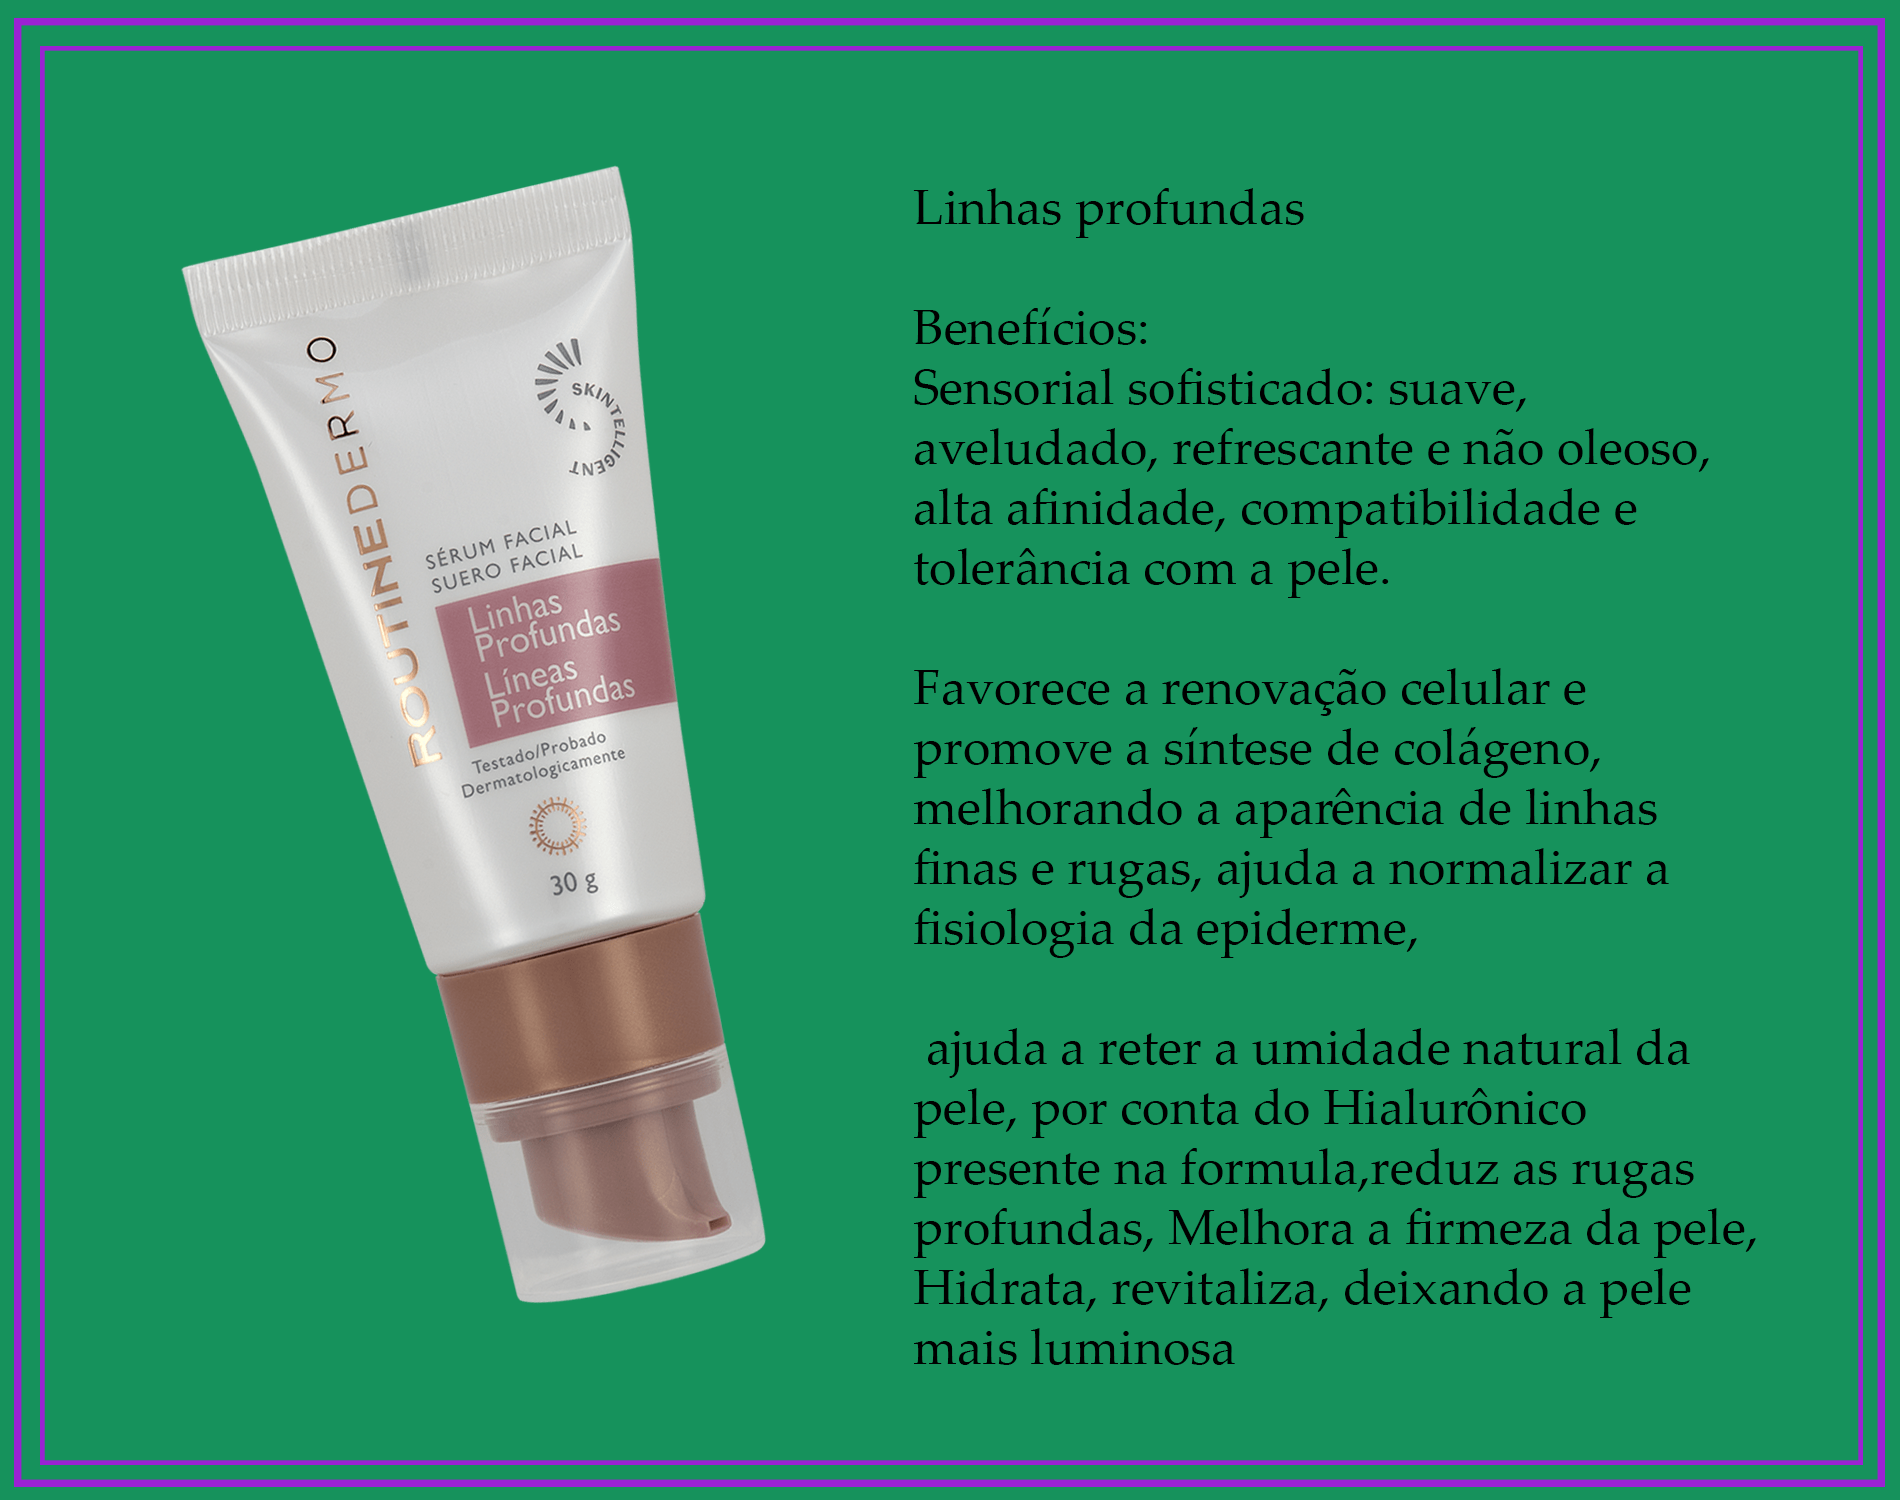 ROUTINEDERMO
SKINTELLIGENT
SÉRUM FACIAL
SUERO FACIAL
Linhas
Profundas
Líneas
Profundas
Testado/Probado
Dermatologicamente
30 g
Linhas profundas
Benefícios:
Sensorial sofisticado: suave,
aveludado, refrescante e não oleoso,
alta afinidade, compatibilidade e
tolerância com a pele.
Favorece a renovação celular e
promove a síntese de colágeno,
melhorando a aparência de linhas
finas e rugas, ajuda a normalizar a
fisiologia da epiderme,
ajuda a reter a umidade natural da
pele, por conta do Hialurônico
presente na formula,reduz as rugas
profundas, Melhora a firmeza da pele,
Hidrata, revitaliza, deixando a pele
mais luminosa